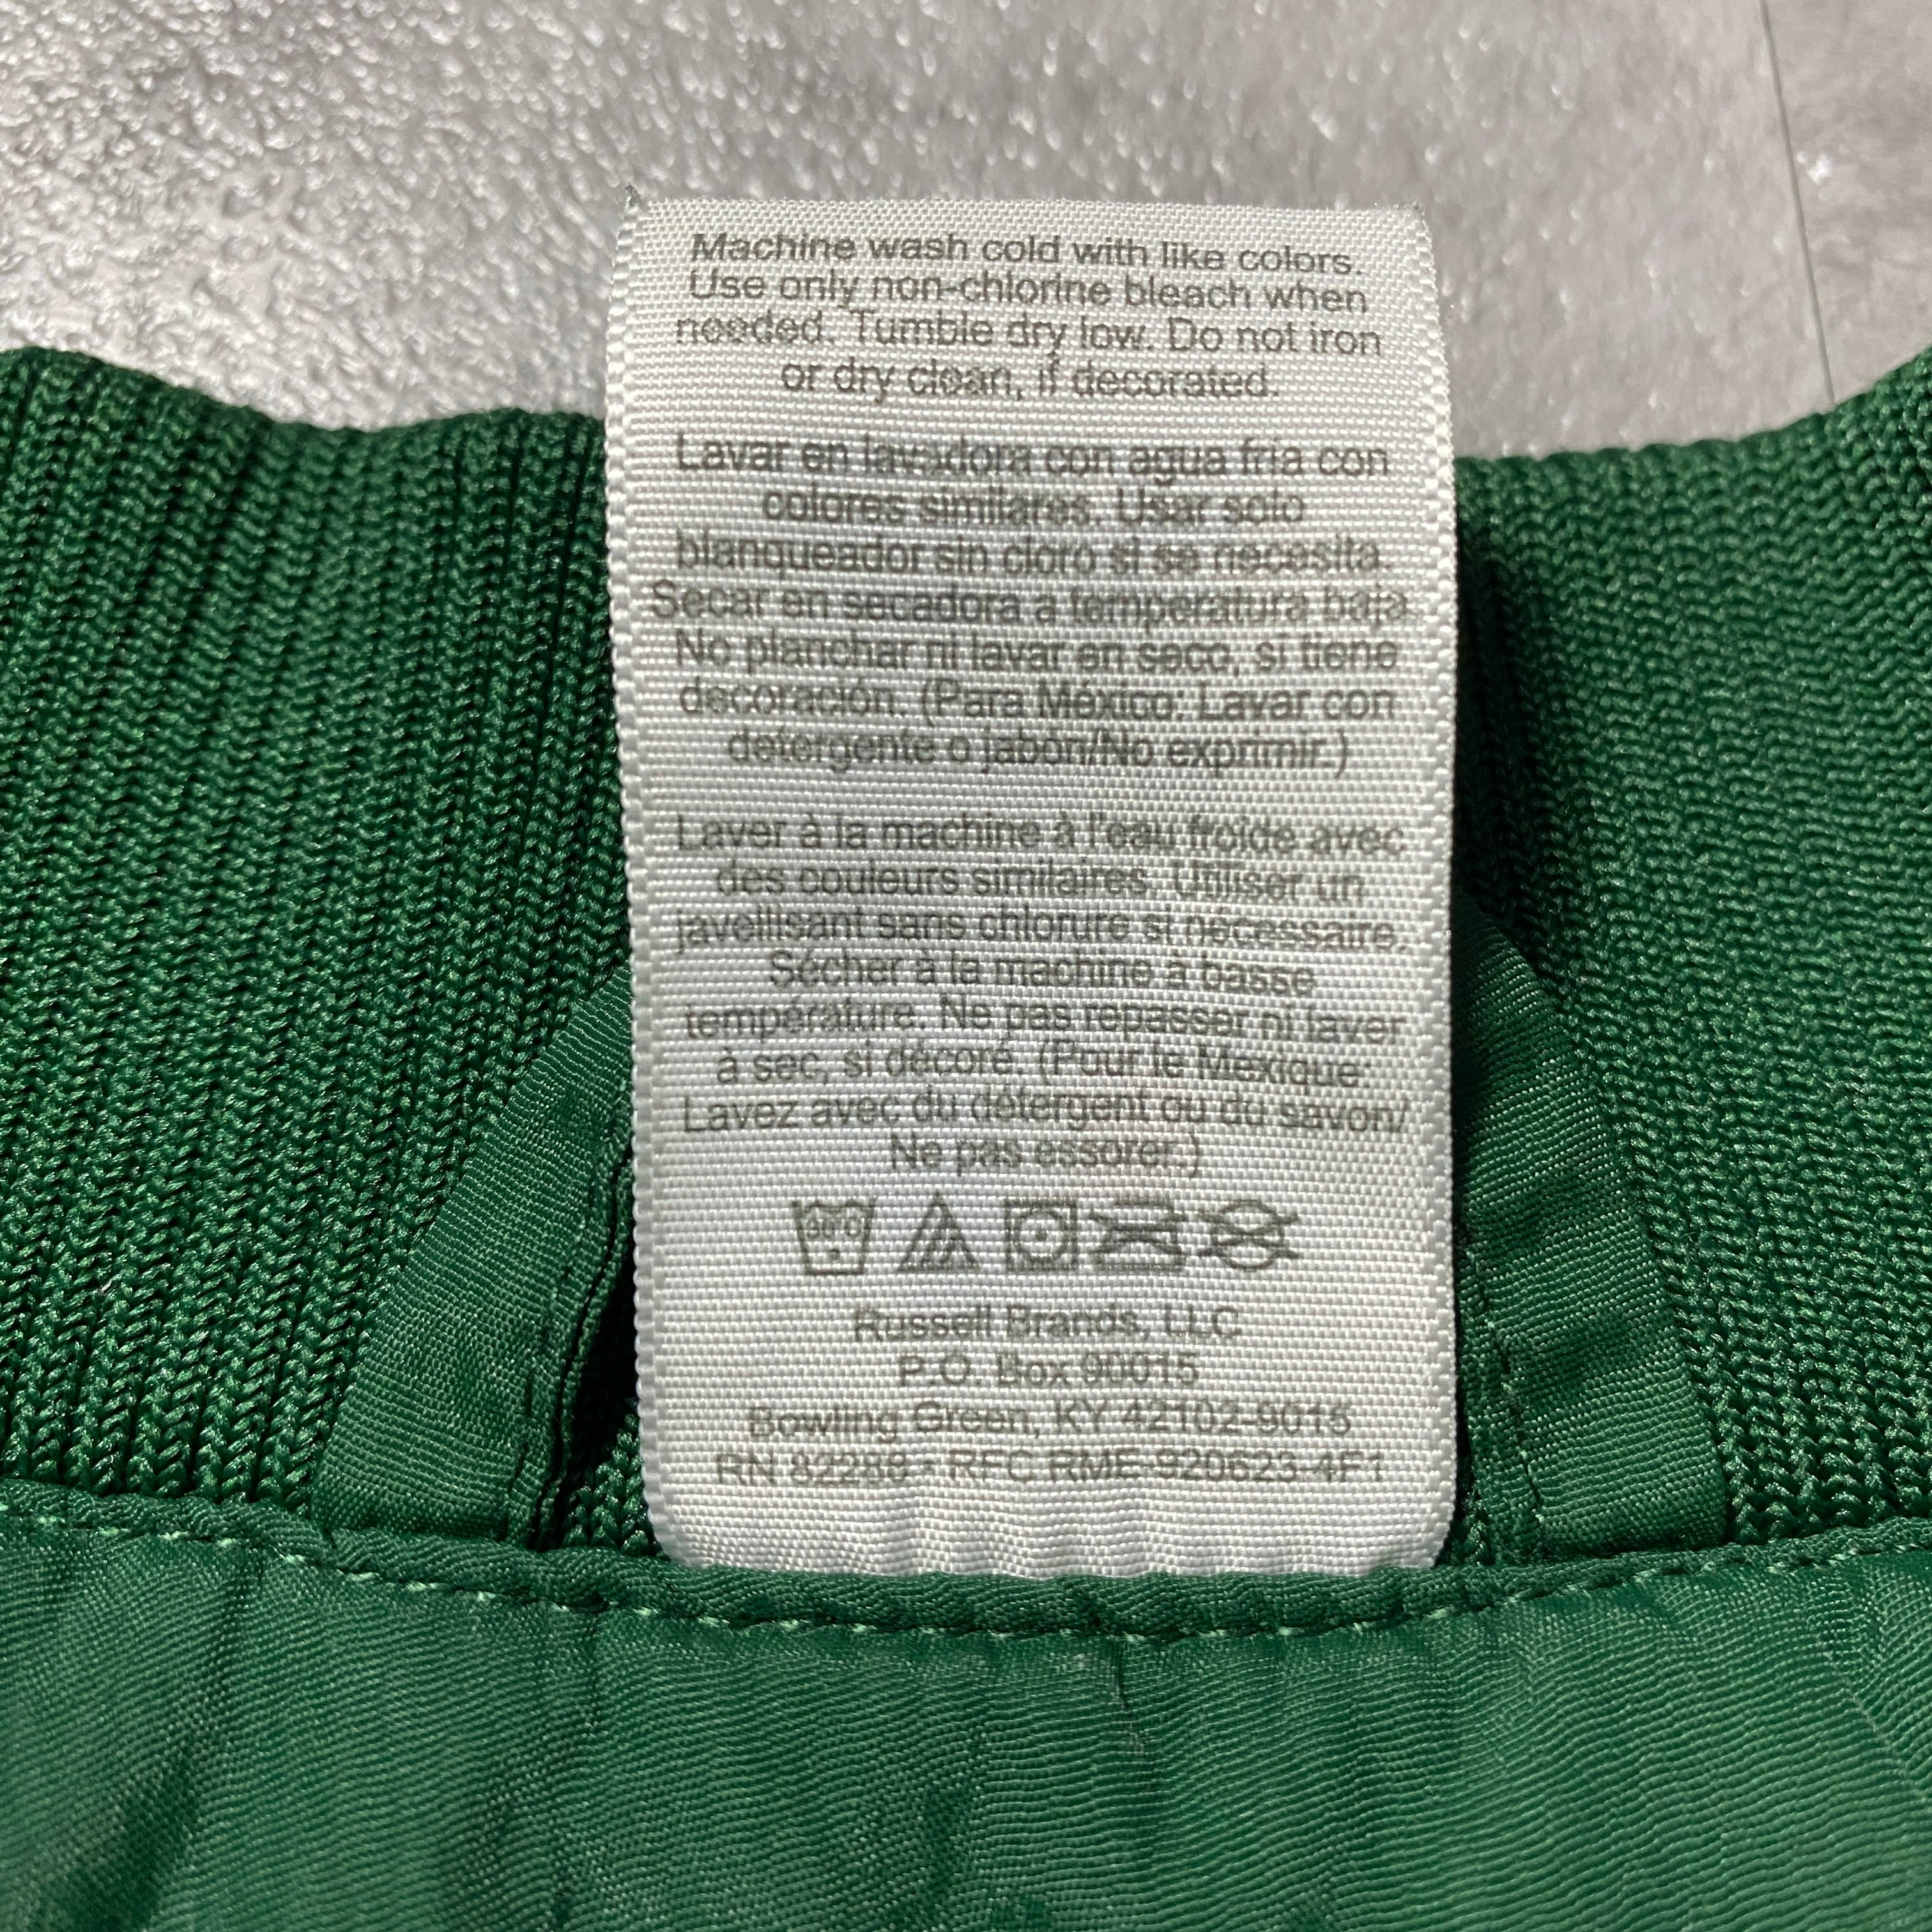 Machine wash cold with like colors.
Use only non-chlorine bleach when
needed. Tumble dry low. Do not iron
or dry clean, if decorated.
Lavar en lavadora con agua fria con
colores similares. Usar solo
blanqueador sin cloro si se necesita.
Secar en secadora a temperatura baja.
No planchar ni lavar en seco, si tiene
decoración. (Para México: Lavar con
detergente o jabon/No exprimir.)
Laver à la machine à l'eau froide avec
des couleurs similaires. Utiliser un
javellisant sans chlorure si nécessaire.
Sécher à la machine à basse
température. Ne pas repasser ni laver
à sec, si décoré. (Pour le Mexique:
Lavez avec du détergent ou du savon/
Ne pas essorer.)
Russell Brands, LLC
P.O. Box 90015
Bowling Green, KY 42102-9015
RN 82288 - RFC RME-920623-4F1